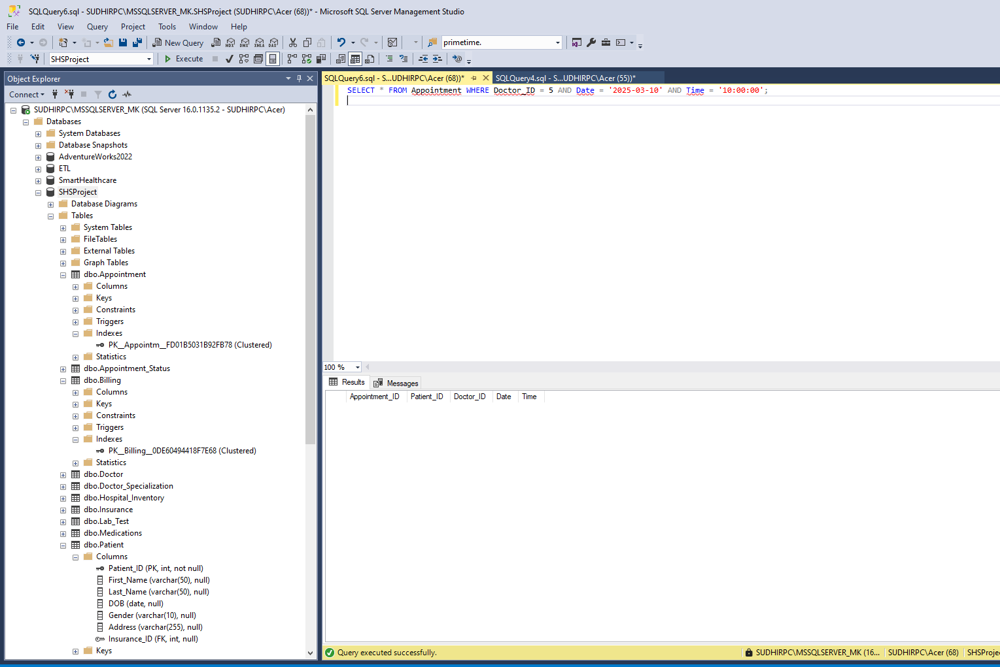 SQLQuery6.sql - SUDHIRPC\MSSQLSERVER_MK.SHSProject (SUDHIRPC\Acer (68))* - Microsoft SQL Server Management Studio
File Edit View Query Project Tools Window Help
New Query MDX DMX XMLA DAX primetime.
SHSProject Execute
Object Explorer
Connect
SUDHIRPC\MSSQLSERVER_MK (SQL Server 16.0.1135.2 - SUDHIRPC\Acer)
Databases
System Databases
Database Snapshots
AdventureWorks2022
ETL
SmartHealthcare
SHSProject
Database Diagrams
Tables
System Tables
FileTables
External Tables
Graph Tables
dbo.Appointment
Columns
Keys
Constraints
Triggers
Indexes
PK__Appointm__FD01B5031B92FB78 (Clustered)
Statistics
dbo.Appointment_Status
dbo.Billing
Columns
Keys
Constraints
Triggers
Indexes
PK__Billing__0DE60494418F7E68 (Clustered)
Statistics
dbo.Doctor
dbo.Doctor_Specialization
dbo.Hospital_Inventory
dbo.Insurance
dbo.Lab_Test
dbo.Medications
dbo.Patient
Columns
Patient_ID (PK, int, not null)
First_Name (varchar(50), null)
Last_Name (varchar(50), null)
DOB (date, null)
Gender (varchar(10), null)
Address (varchar(255), null)
Insurance_ID (FK, int, null)
Keys
SQLQuery6.sql - S...UDHIRPC\Acer (68))* SQLQuery4.sql - S...UDHIRPC\Acer (55))*
SELECT * FROM Appointment WHERE Doctor_ID = 5 AND Date = '2025-03-10' AND Time = '10:00:00';
100 %
Results Messages
Appointment_ID Patient_ID Doctor_ID Date Time
Query executed successfully. SUDHIRPC\MSSQLSERVER_MK (16... SUDHIRPC\Acer (68) SHSProje